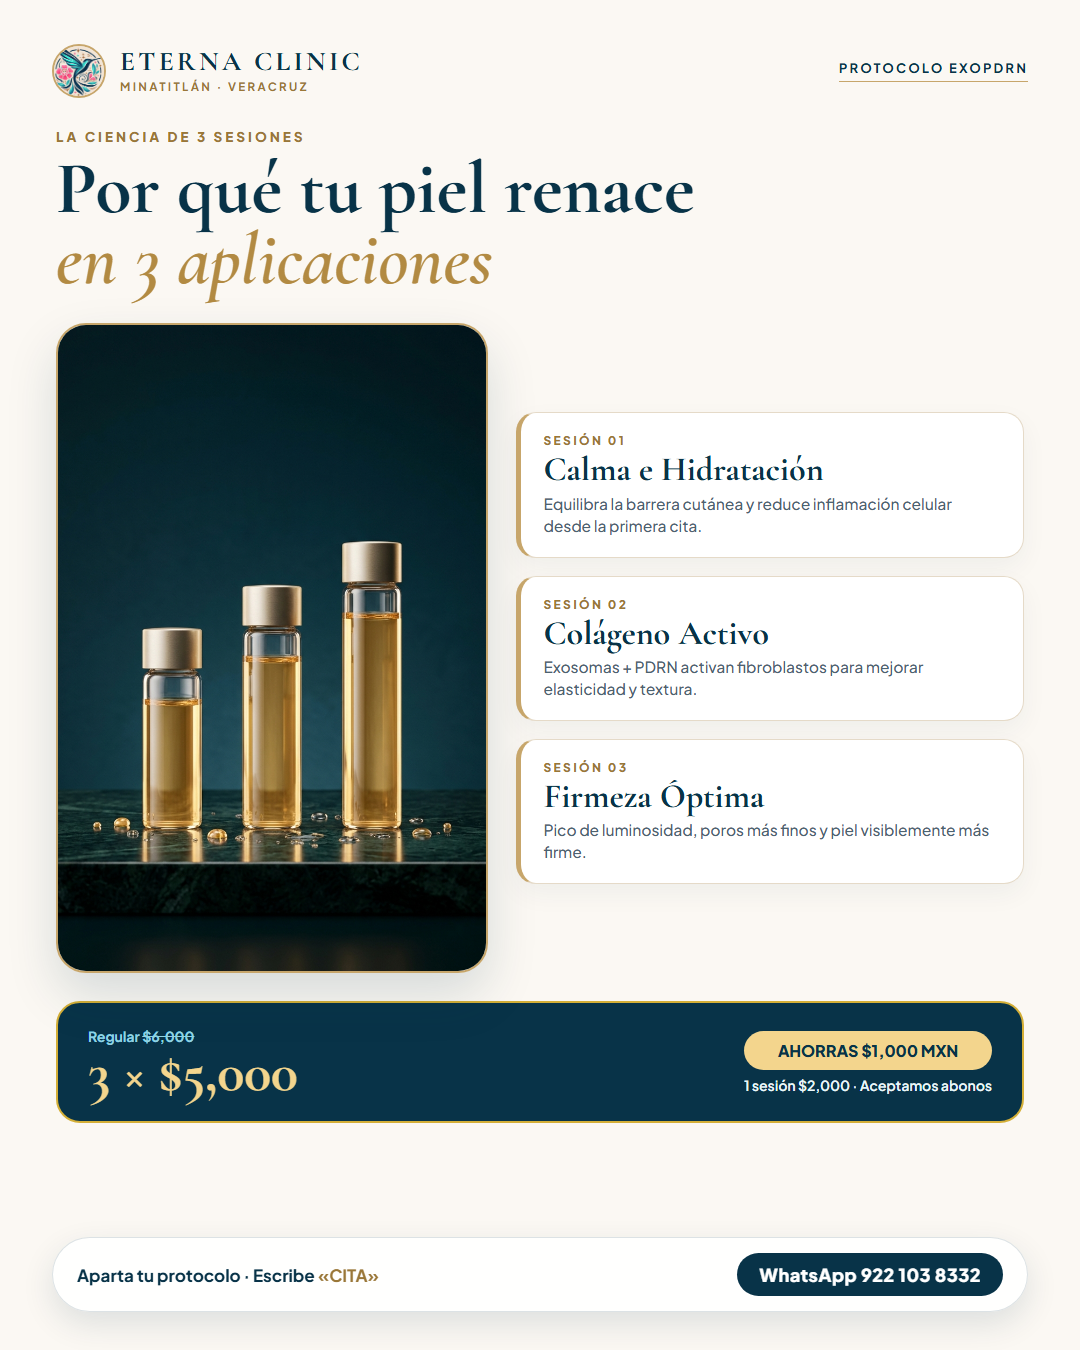 ETERNA CLINIC
MINATITLÁN · VERACRUZ
PROTOCOLO EXOPDRN
LA CIENCIA DE 3 SESIONES
Por qué tu piel renace
en 3 aplicaciones
SESIÓN 01
Calma e Hidratación
Equilibra la barrera cutánea y reduce inflamación celular
desde la primera cita.
SESIÓN 02
Colágeno Activo
Exosomas + PDRN activan fibroblastos para mejorar
elasticidad y textura.
SESIÓN 03
Firmeza Óptima
Pico de luminosidad, poros más finos y piel visiblemente más
firme.
Regular $6,000
3 × $5,000
AHORRAS $1,000 MXN
1 sesión $2,000 · Aceptamos abonos
Aparta tu protocolo · Escribe «CITA»
WhatsApp 922 103 8332